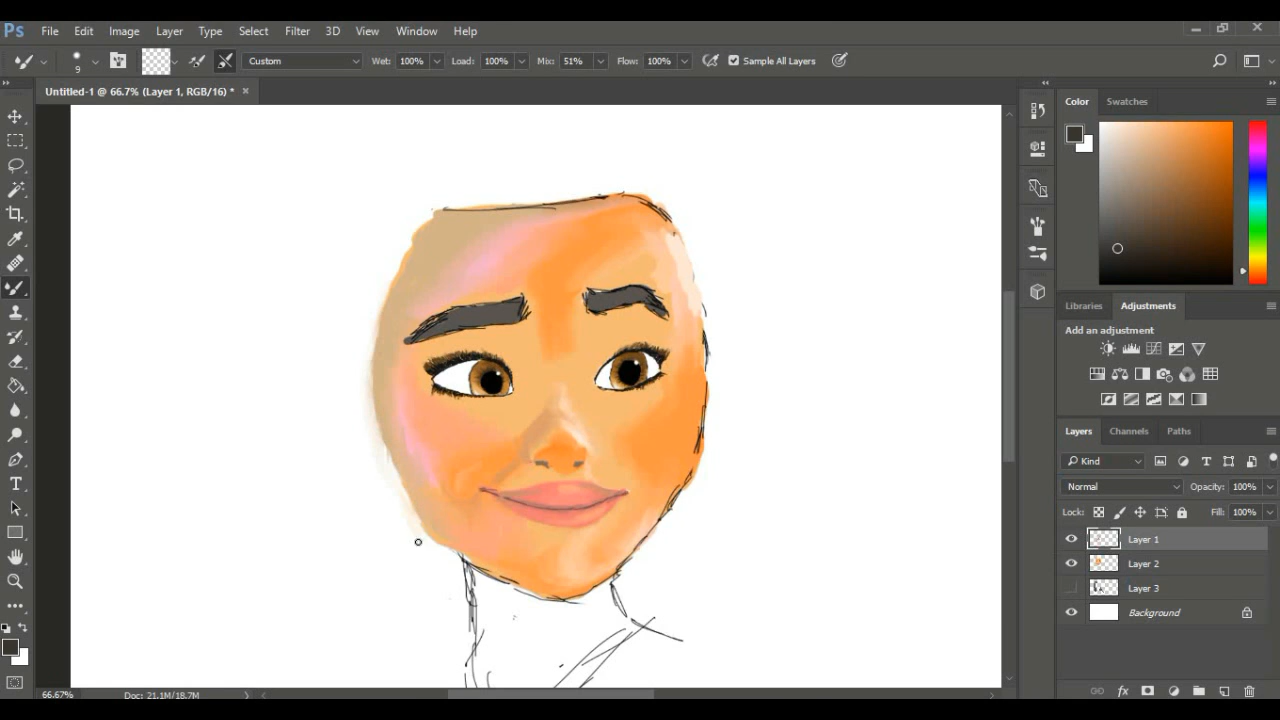 Ps File Edit Image Layer Type Select Filter 3D View Window Help
9 Custom Wet: 100% Load: 100% Mix: 51% Flow: 100% Sample All Layers
Untitled-1 @ 66.7% (Layer 1, RGB/16) * ×
Color Swatches
Libraries Adjustments
Add an adjustment
Layers Channels Paths
Kind
Normal Opacity: 100%
Lock: Fill: 100%
Layer 1
Layer 2
Layer 3
Background
fx
66.67% Doc: 21.1M/18.7M